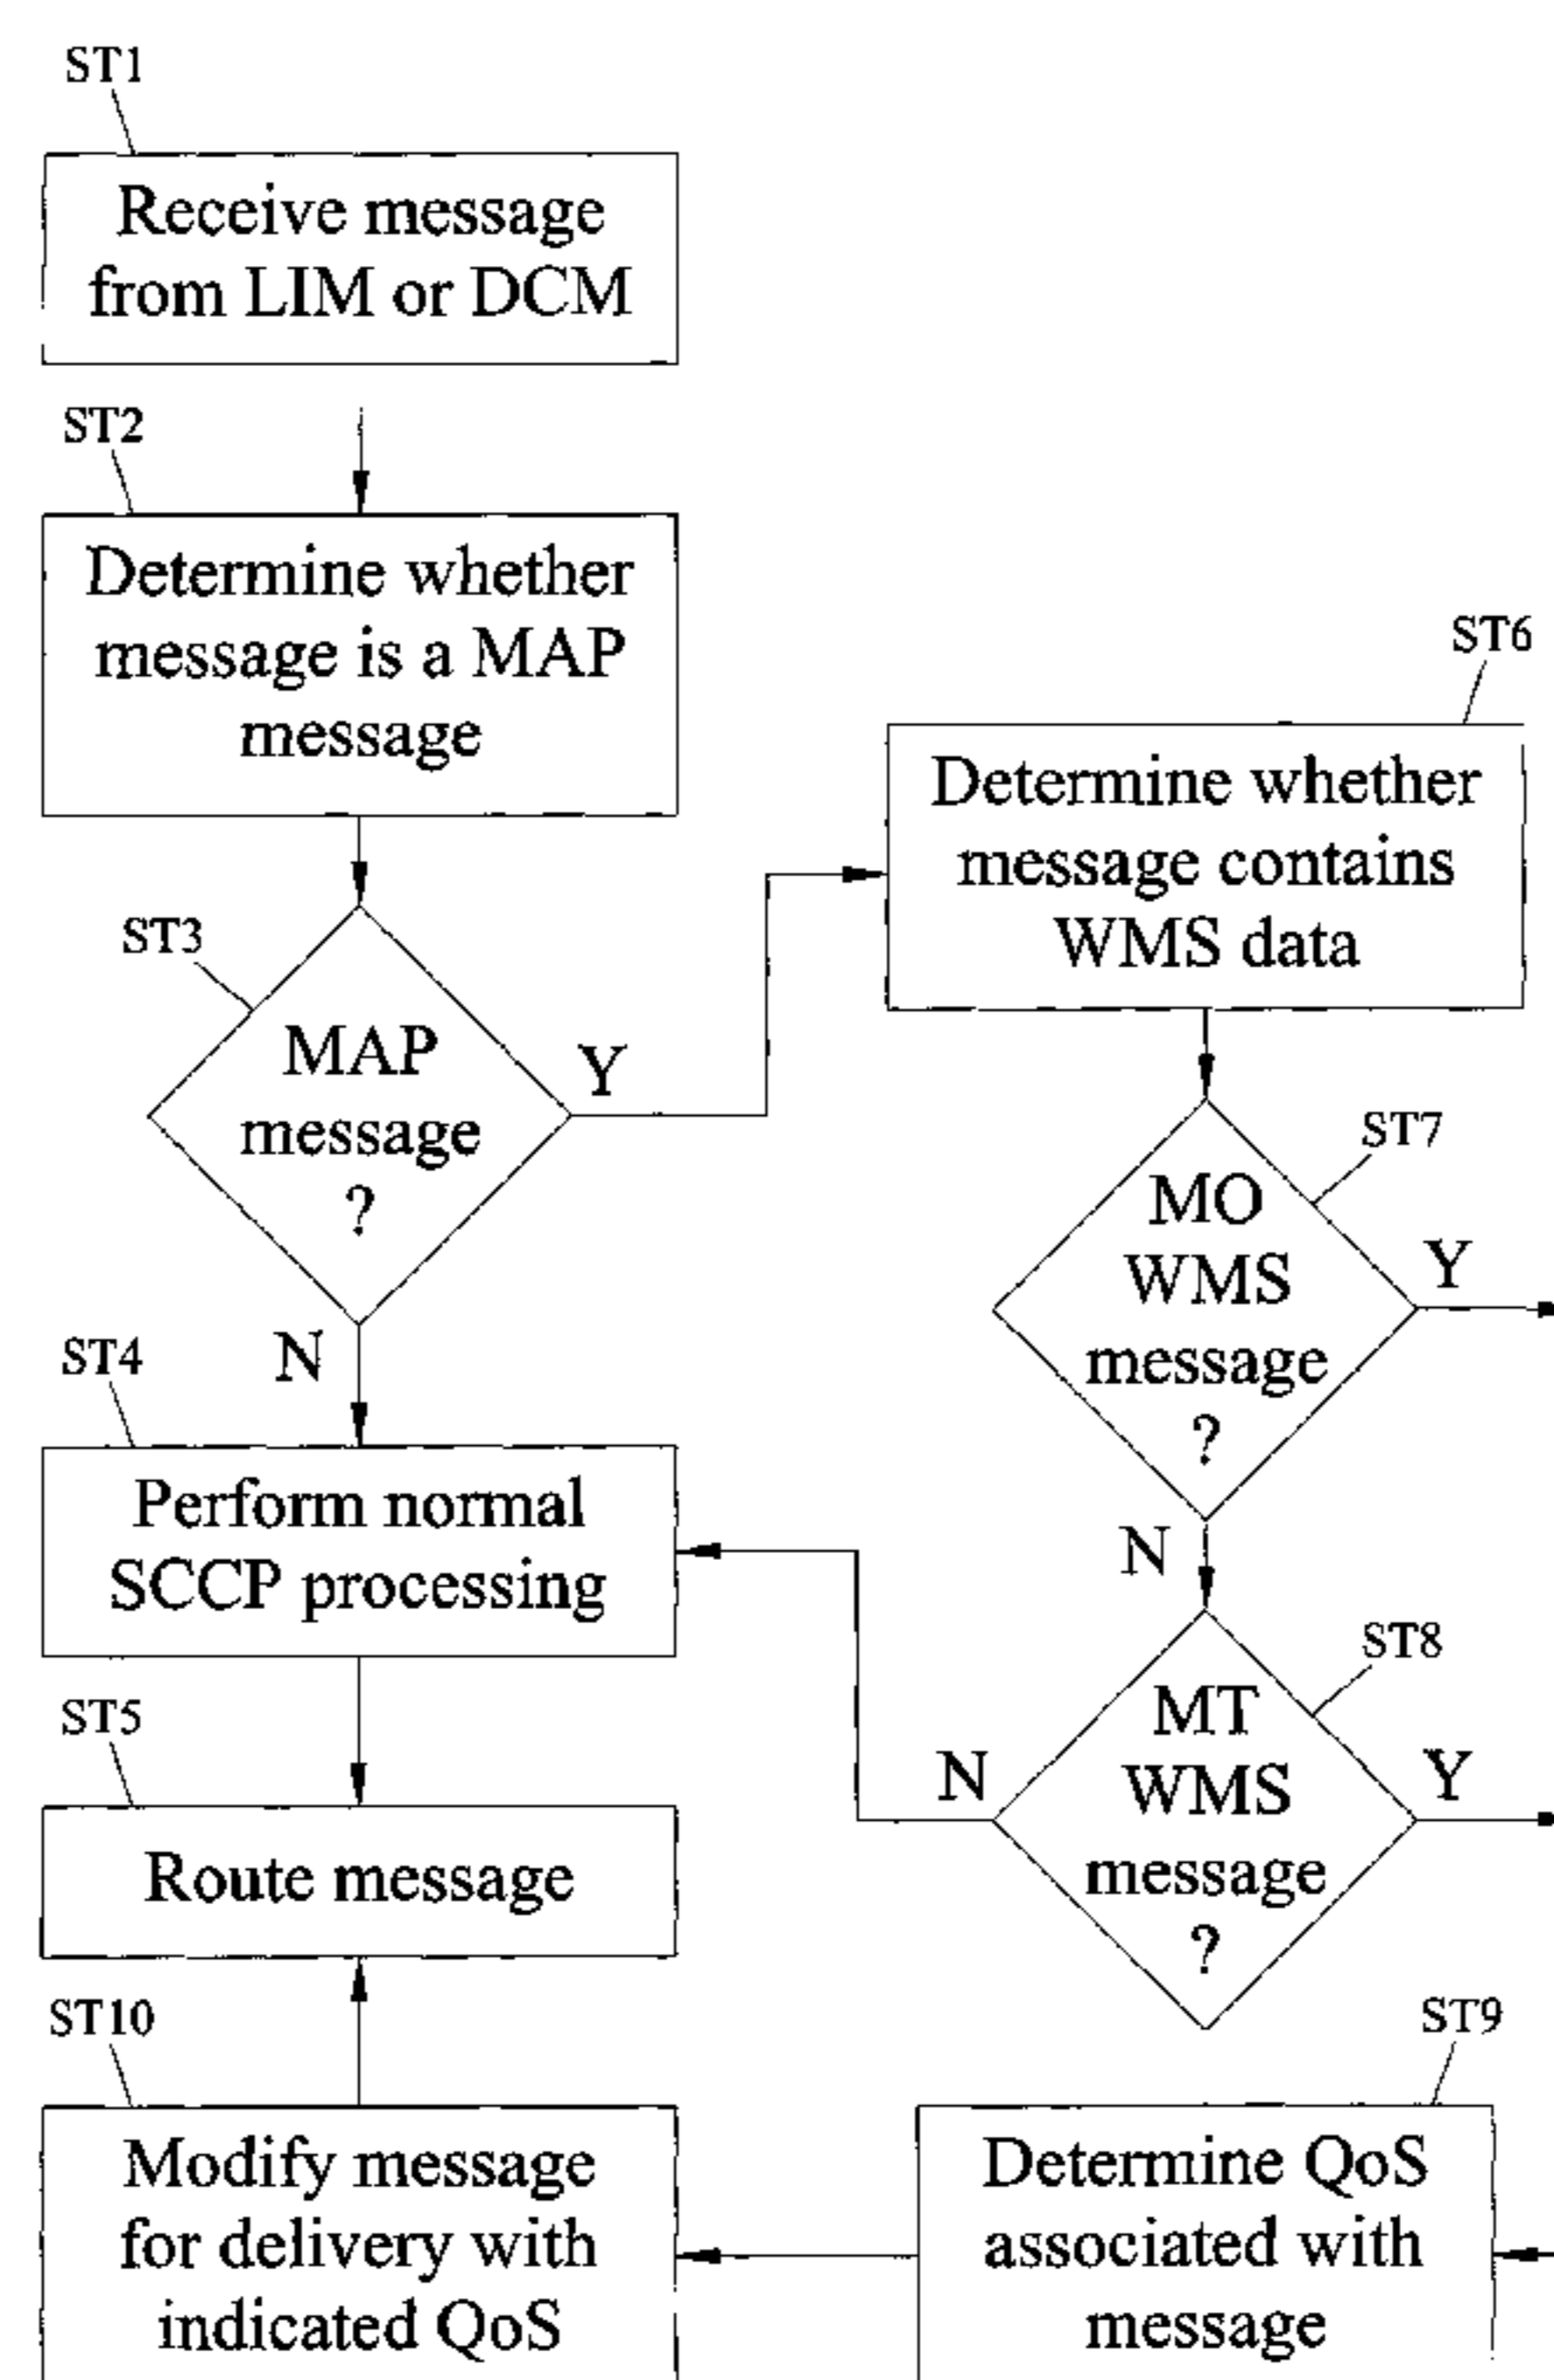 ST1
Receive message
from LIM or DCM
ST2
Determine whether
message is a MAP
message
ST3
MAP
message
?
Y
N
ST4
Perform normal
SCCP processing
ST5
Route message
ST6
Determine whether
message contains
WMS data
ST7
MO
WMS
message
?
Y
N
ST8
MT
WMS
message
?
Y
N
ST9
Determine QoS
associated with
message
ST10
Modify message
for delivery with
indicated QoS